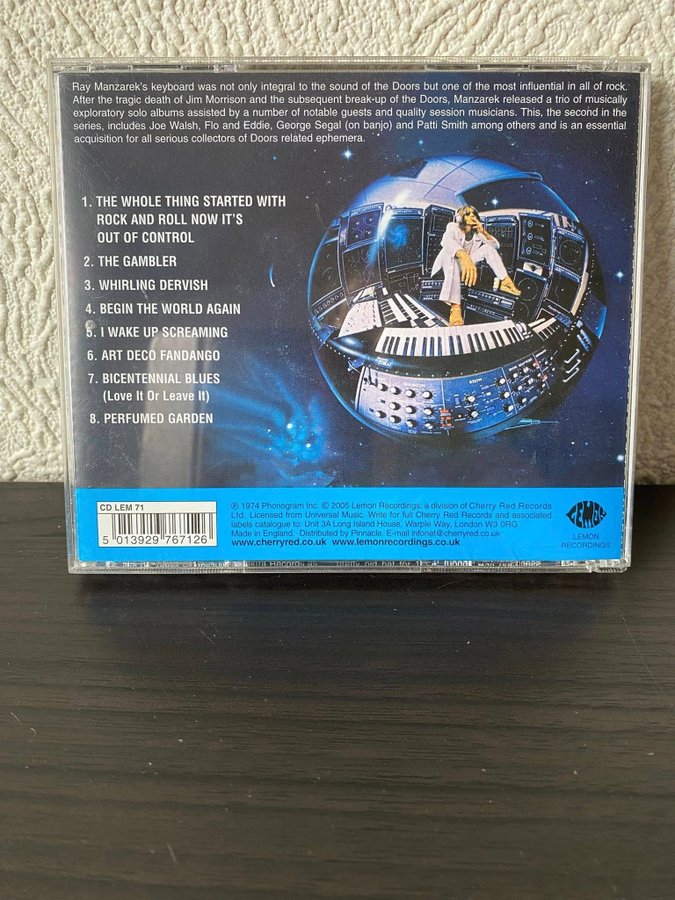 Ray Manzarek's keyboard was not only integral to the sound of the Doors but one of the most influential in all of rock.
After the tragic death of Jim Morrison and the subsequent break-up of the Doors, Manzarek released a trio of musically
exploratory solo albums assisted by a number of notable guests and quality session musicians. This, the second in the
series, includes Joe Walsh, Flo and Eddie, George Segal (on banjo) and Patti Smith among others and is an essential
acquisition for all serious collectors of Doors related ephemera.
1. THE WHOLE THING STARTED WITH
ROCK AND ROLL NOW IT'S
OUT OF CONTROL
2. THE GAMBLER
3. WHIRLING DERVISH
4. BEGIN THE WORLD AGAIN
5. I WAKE UP SCREAMING
6. ART DECO FANDANGO
7. BICENTENNIAL BLUES
(Love It Or Leave It)
8. PERFUMED GARDEN
CD LEM 71
5 013929 767126
℗ 1974 Phonogram Inc. © 2005 Lemon Recordings, a division of Cherry Red Records
Ltd. Licensed from Universal Music. Write for full Cherry Red Records and associated
labels catalogue to: Unit 3A Long Island House, Warple Way, London W3 0RG
Made in England. Distributed by Pinnacle. E-mail infonet@cherryred.co.uk
www.cherryred.co.uk www.lemonrecordings.co.uk
LEMON
LEMON
RECORDINGS